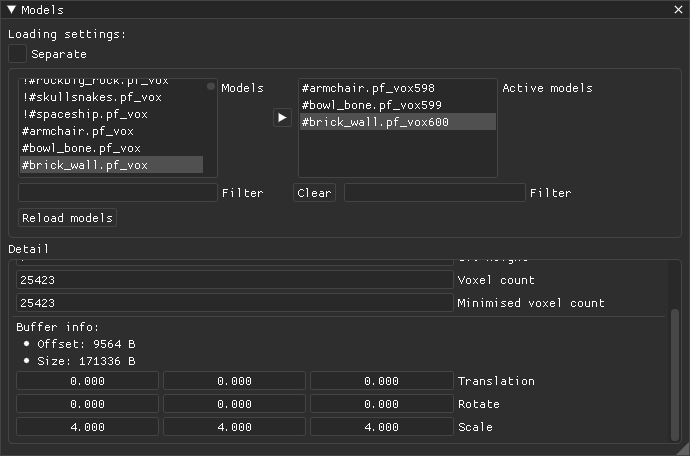 Models
Loading settings:
Separate
!#rockbig_rock.pf_vox
!#skullsnakes.pf_vox
!#spaceship.pf_vox
#armchair.pf_vox
#bowl_bone.pf_vox
#brick_wall.pf_vox
Models
#armchair.pf_vox598
#bowl_bone.pf_vox599
#brick_wall.pf_vox600
Active models
Filter
Clear
Filter
Reload models
Detail
25423 Voxel count
25423 Minimised voxel count
Buffer info:
Offset: 9564 B
Size: 171336 B
0.000 0.000 0.000 Translation
0.000 0.000 0.000 Rotate
4.000 4.000 4.000 Scale